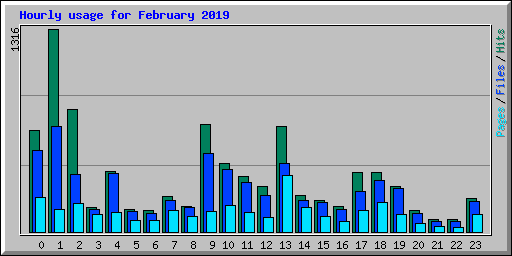 Hourly usage for February 2019
1316
Pages/Files/Hits
0 1 2 3 4 5 6 7 8 9 10 11 12 13 14 15 16 17 18 19 20 21 22 23